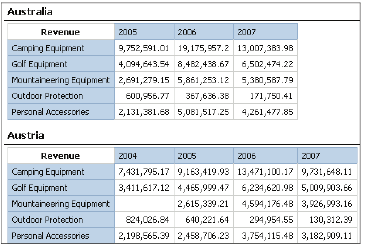 Australia
Revenue 2005 2006 2007
Camping Equipment 9,752,591.01 19,175,957.2 13,007,383.98
Golf Equipment 4,094,643.54 8,482,438.67 6,502,474.22
Mountaineering Equipment 2,691,279.15 5,861,253.12 5,380,587.79
Outdoor Protection 600,956.77 367,636.38 171,750.41
Personal Accessories 2,131,381.68 5,081,517.25 4,261,477.85
Austria
Revenue 2004 2005 2006 2007
Camping Equipment 7,431,795.17 9,163,419.93 13,471,100.17 9,731,648.11
Golf Equipment 3,411,617.12 4,465,999.47 6,234,620.98 5,009,903.66
Mountaineering Equipment 2,615,339.21 4,594,176.48 3,926,993.16
Outdoor Protection 824,026.84 640,221.64 294,954.55 130,312.39
Personal Accessories 2,198,565.39 2,458,706.23 3,754,115.48 3,182,909.11